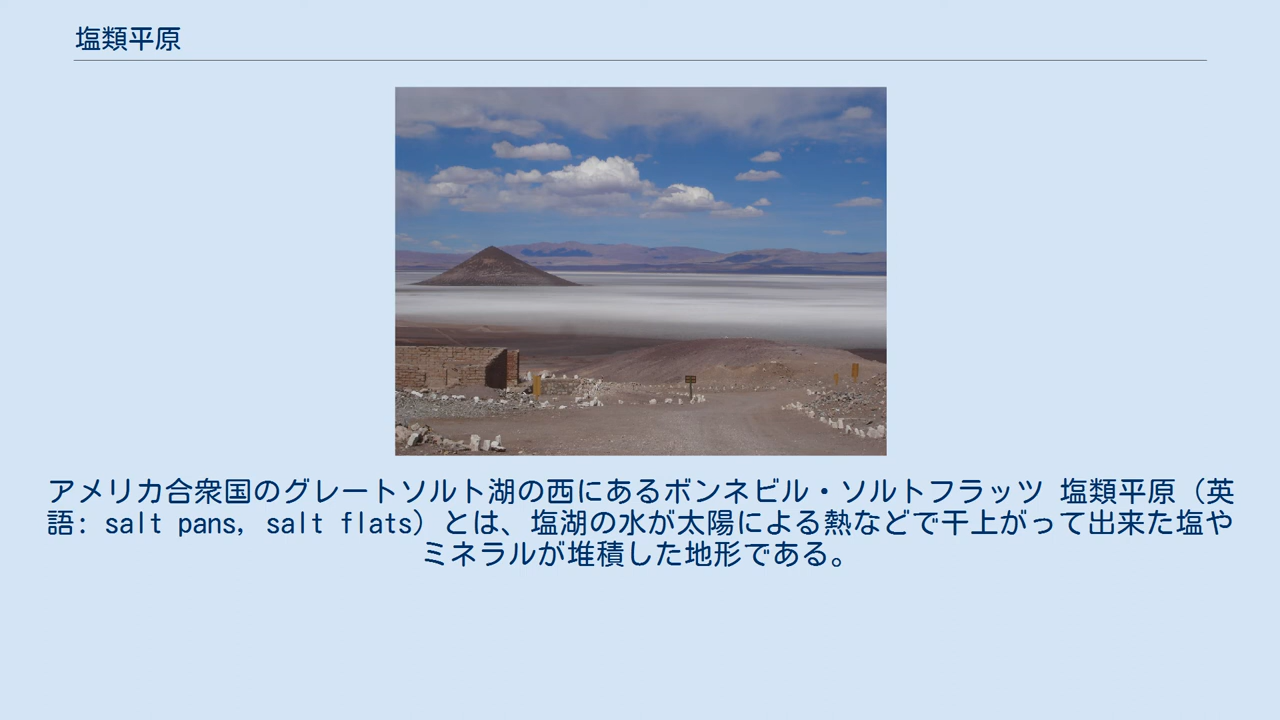 塩類平原
アメリカ合衆国のグレートソルト湖の西にあるボンネビル・ソルトフラッツ 塩類平原（英
語: salt pans, salt flats）とは、塩湖の水が太陽による熱などで干上がって出来た塩や
ミネラルが堆積した地形である。